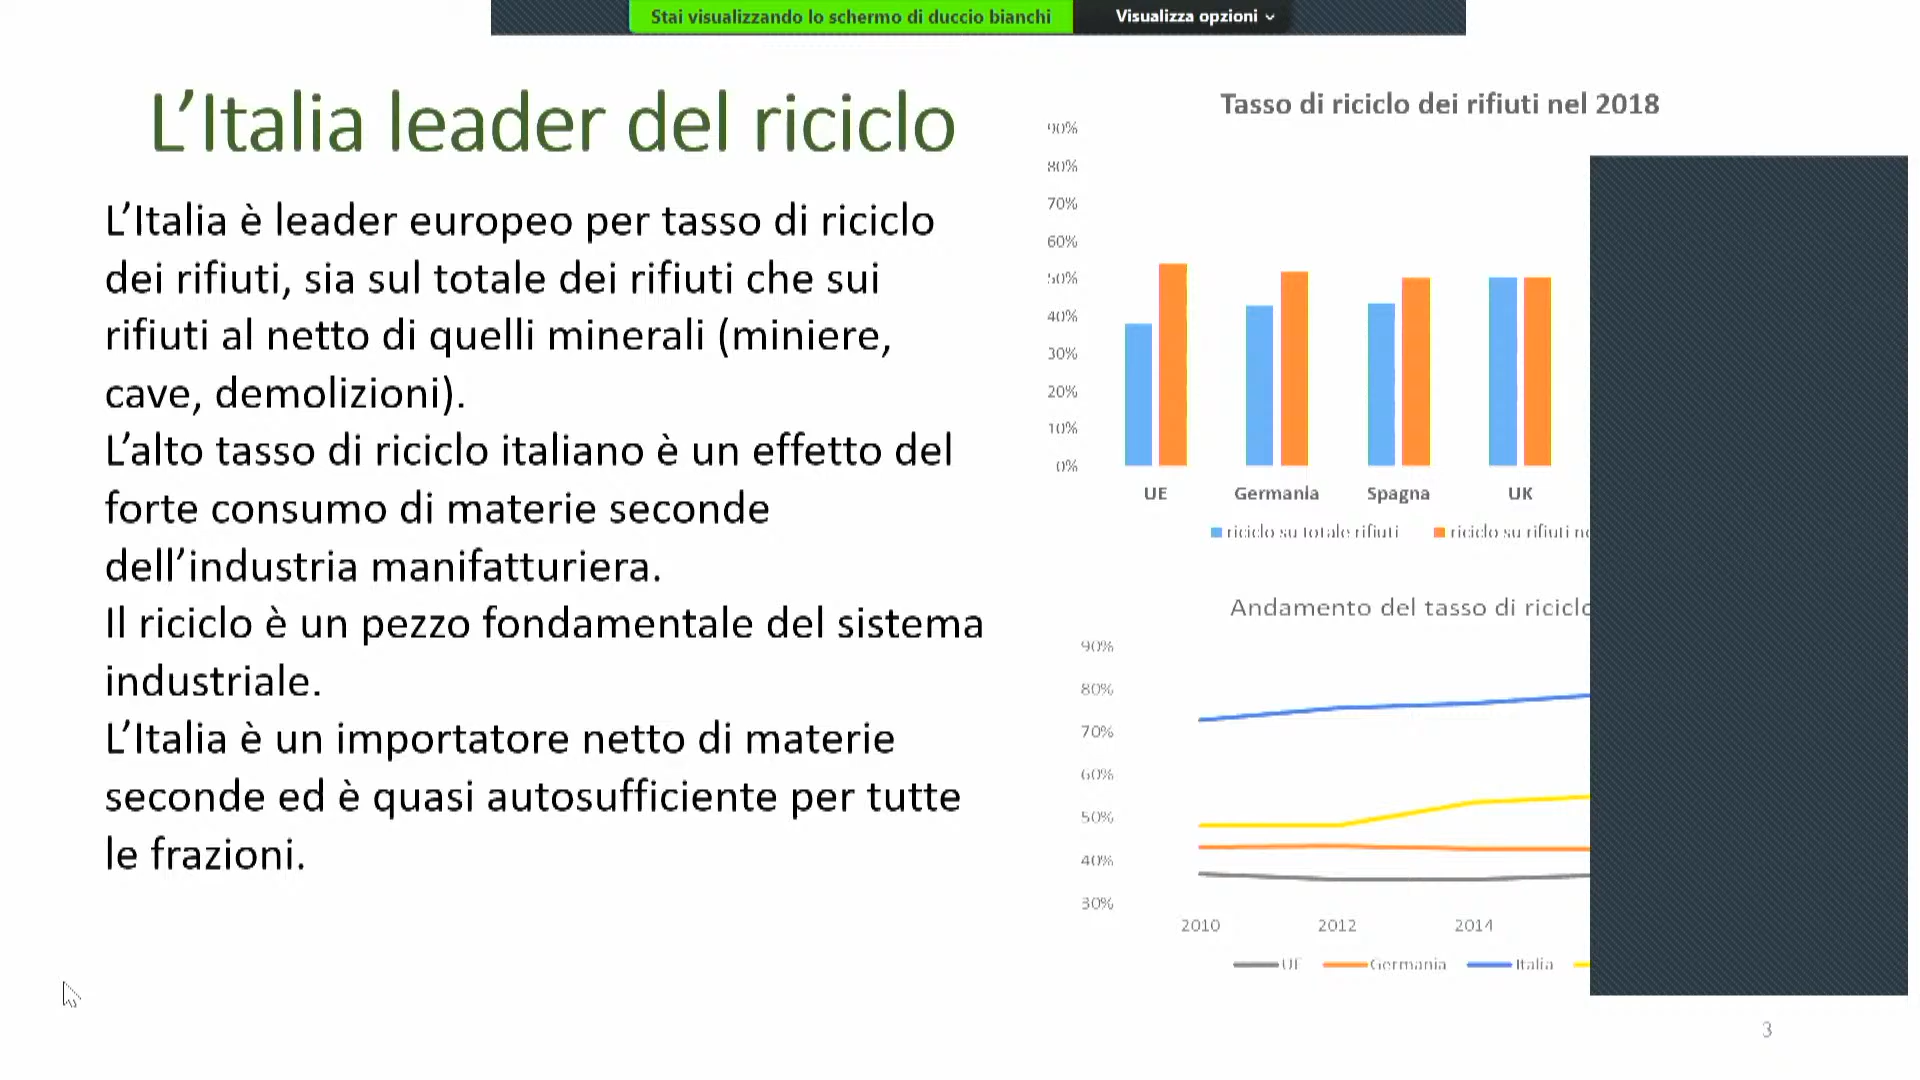 Stai visualizzando lo schermo di duccio bianchi
Visualizza opzioni
L'Italia leader del riciclo
L'Italia è leader europeo per tasso di riciclo
dei rifiuti, sia sul totale dei rifiuti che sui
rifiuti al netto di quelli minerali (miniere,
cave, demolizioni).
L'alto tasso di riciclo italiano è un effetto del
forte consumo di materie seconde
dell'industria manifatturiera.
Il riciclo è un pezzo fondamentale del sistema
industriale.
L'Italia è un importatore netto di materie
seconde ed è quasi autosufficiente per tutte
le frazioni.
Tasso di riciclo dei rifiuti nel 2018
90%
80%
70%
60%
50%
40%
30%
20%
10%
0%
UE Germania Spagna UK
riciclo su totale rifiuti riciclo su rifiuti
Andamento del tasso di riciclo
90%
80%
70%
60%
50%
40%
30%
2010 2012 2014
UE Germania Italia
3